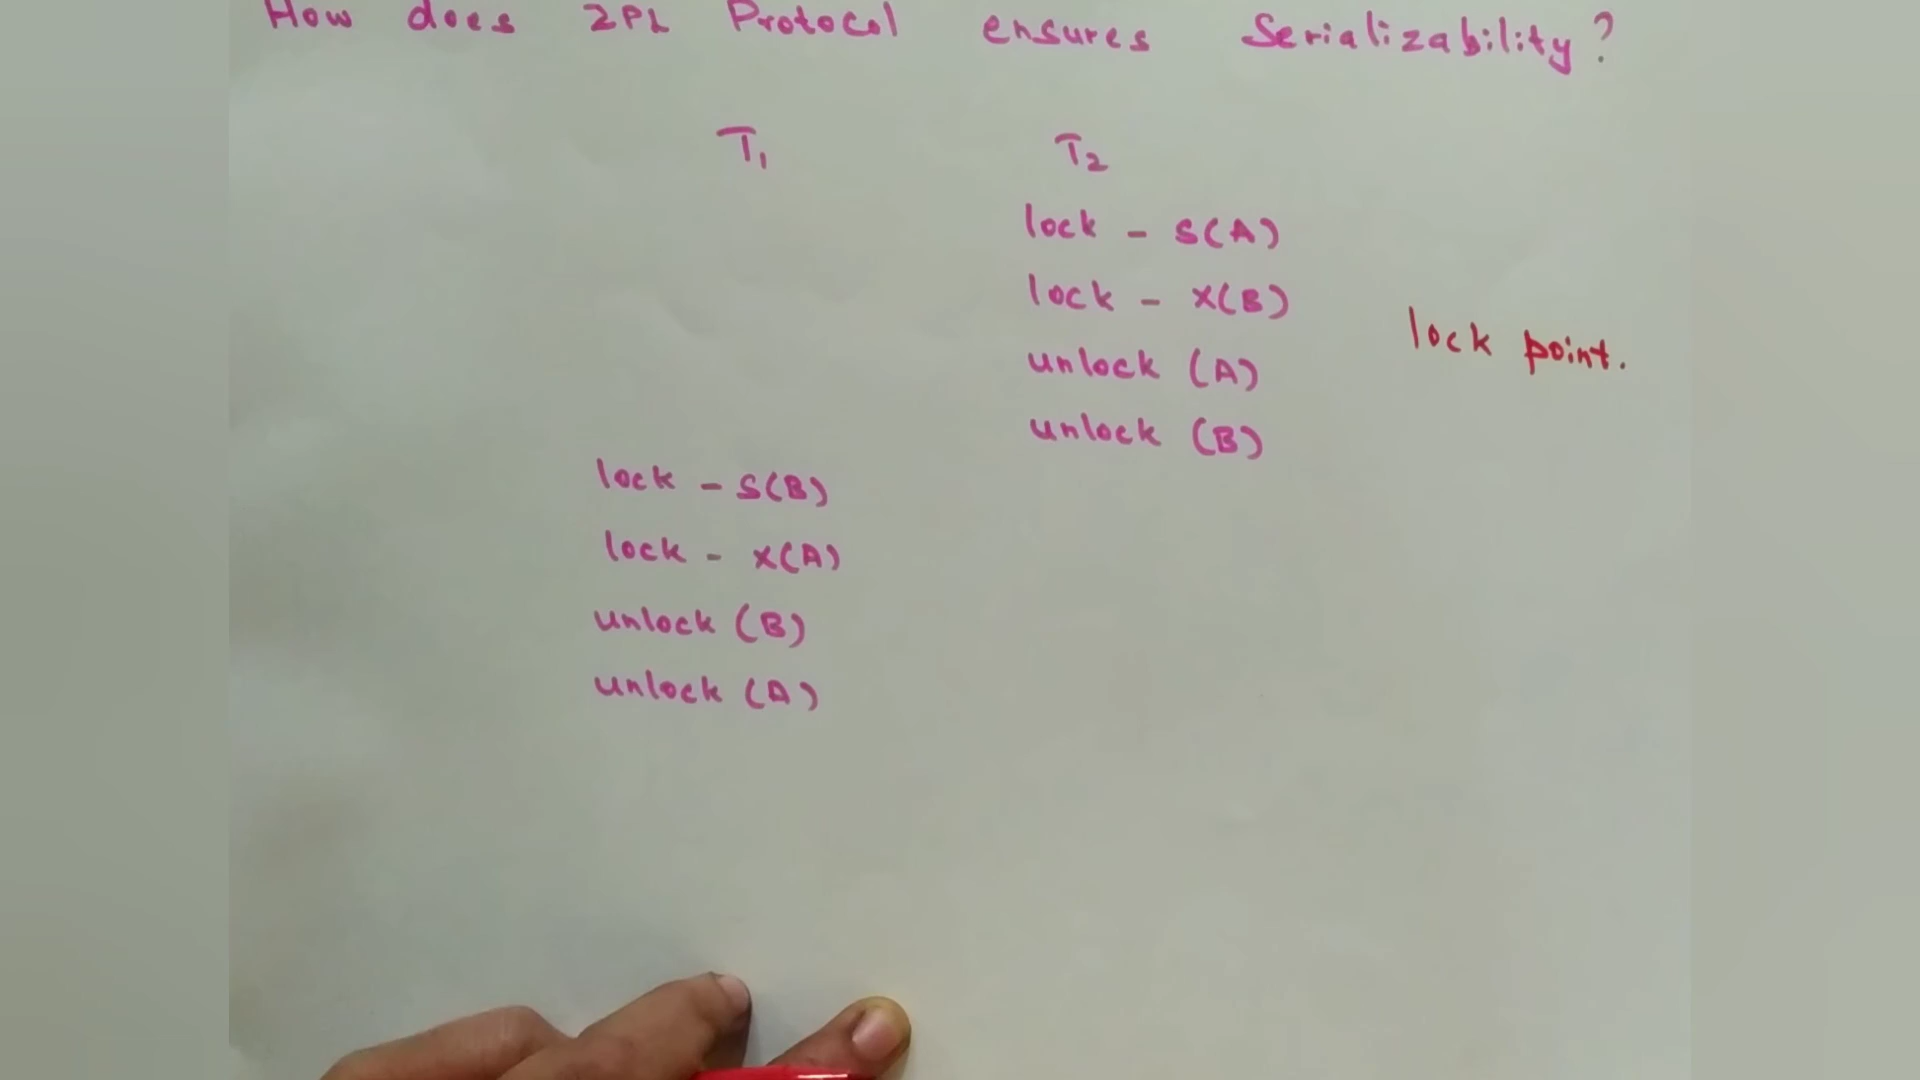 How does 2PL Protocol ensures Serializability?
T1 T2
lock - S(A)
lock - X(B)
lock point.
unlock (A)
unlock (B)
lock - S(B)
lock - X(A)
unlock (B)
unlock (A)